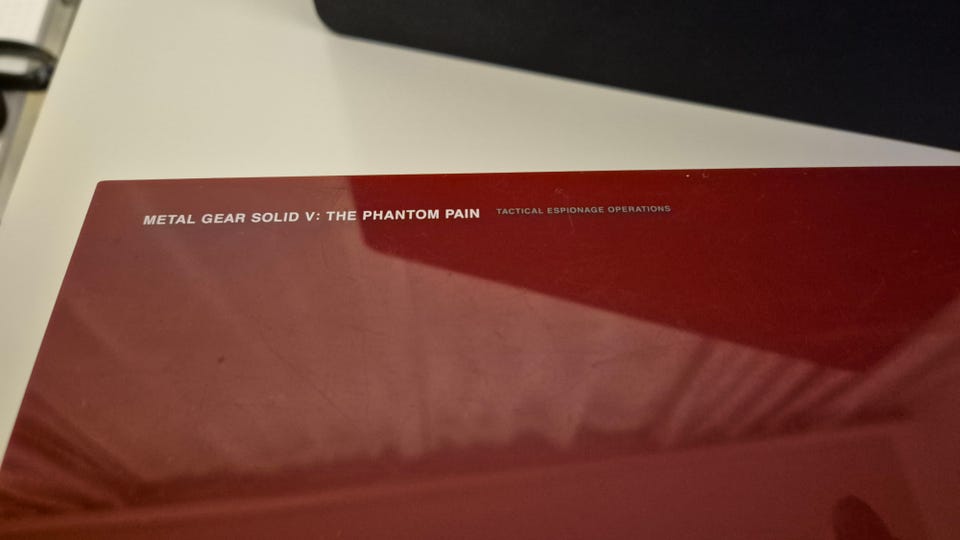 METAL GEAR SOLID V: THE PHANTOM PAIN TACTICAL ESPIONAGE OPERATIONS